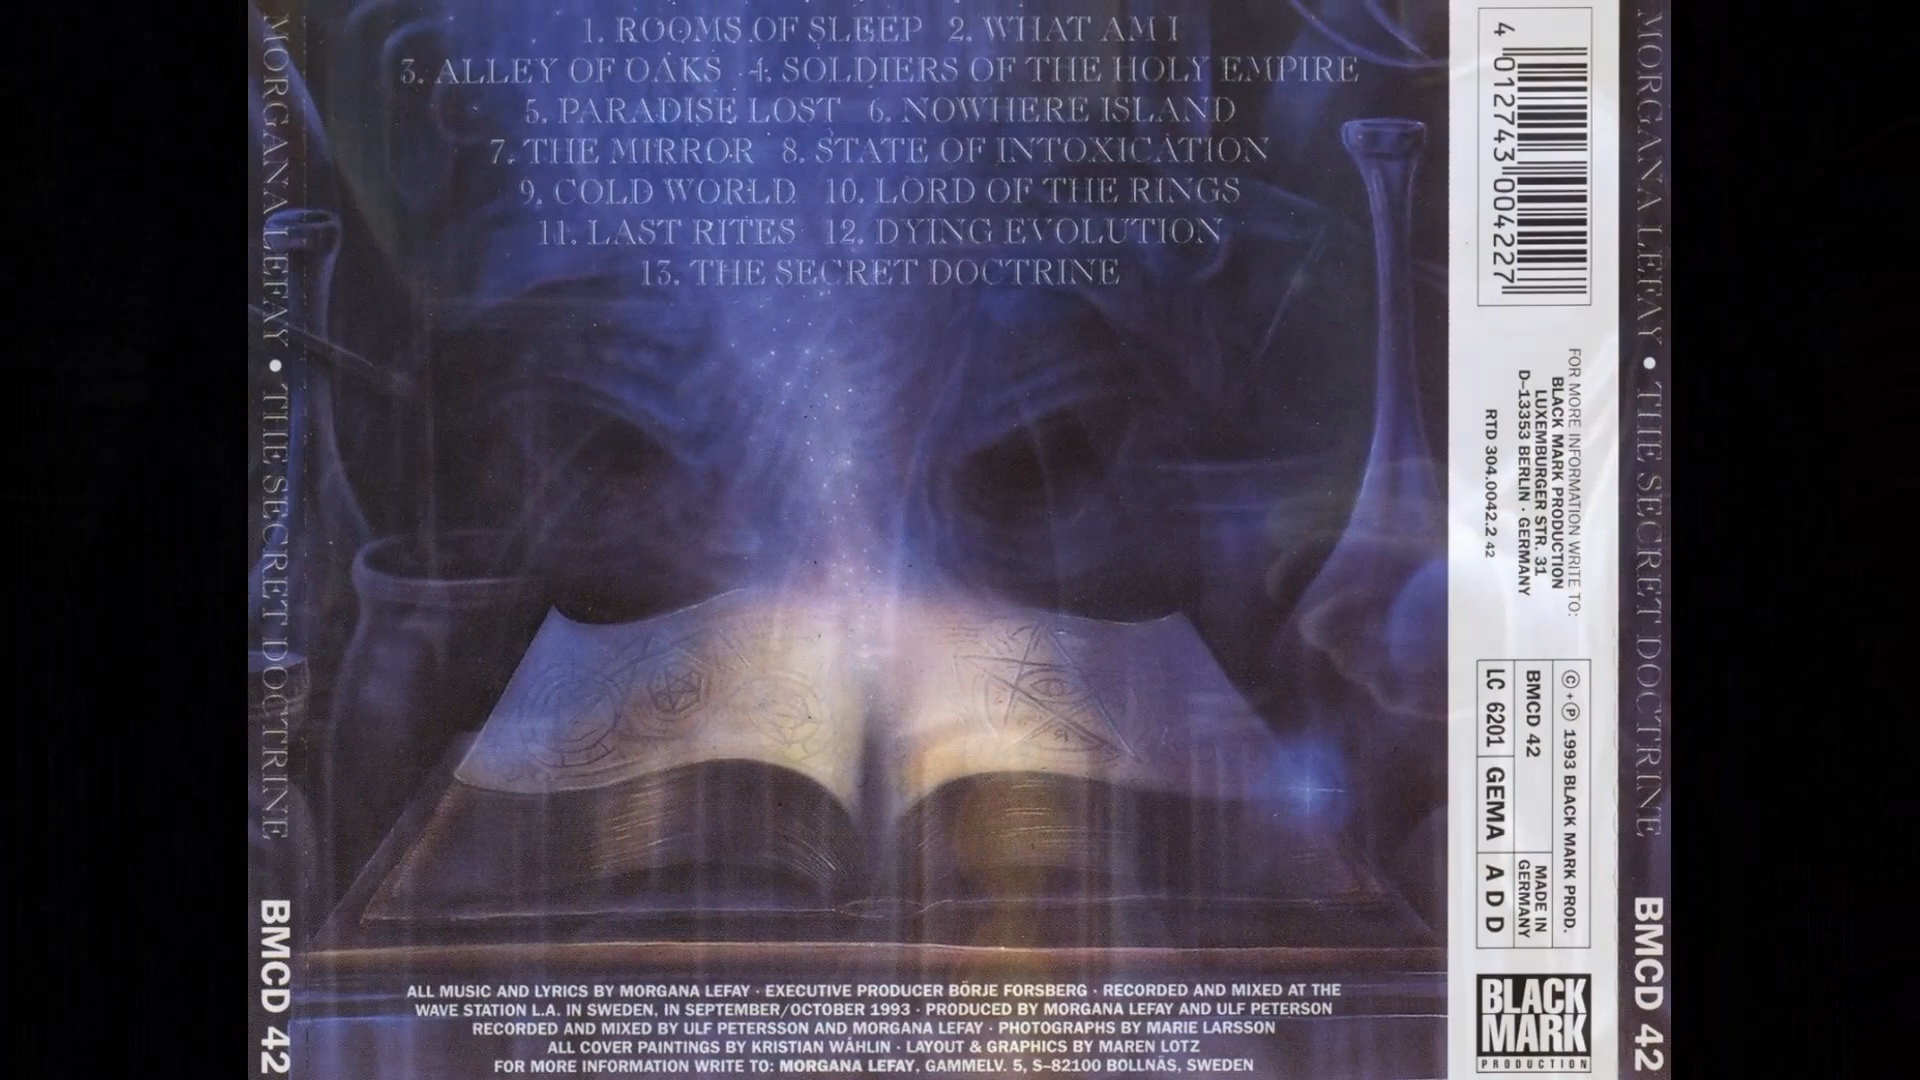 1. ROOMS OF SLEEP 2. WHAT AM I
3. ALLEY OF OAKS 4. SOLDIERS OF THE HOLY EMPIRE
5. PARADISE LOST 6. NOWHERE ISLAND
7. THE MIRROR 8. STATE OF INTOXICATION
9. COLD WORLD 10. LORD OF THE RINGS
11. LAST RITES 12. DYING EVOLUTION
13. THE SECRET DOCTRINE
ALL MUSIC AND LYRICS BY MORGANA LEFAY · EXECUTIVE PRODUCER BÖRJE FORSBERG · RECORDED AND MIXED AT THE
WAVE STATION L.A. IN SWEDEN, IN SEPTEMBER/OCTOBER 1993 · PRODUCED BY MORGANA LEFAY AND ULF PETERSON
RECORDED AND MIXED BY ULF PETERSSON AND MORGANA LEFAY · PHOTOGRAPHS BY MARIE LARSSON
ALL COVER PAINTINGS BY KRISTIAN WÅHLIN · LAYOUT & GRAPHICS BY MAREN LOTZ
FOR MORE INFORMATION WRITE TO: MORGANA LEFAY, GAMMELV. 5, S–82100 BOLLNÄS, SWEDEN
MORGANA LEFAY • THE SECRET DOCTRINE BMCD 42
4 012743 004227
FOR MORE INFORMATION WRITE TO:
BLACK MARK PRODUCTION
LUXEMBURGER STR. 31
D–13353 BERLIN · GERMANY
RTD 304.0042.2 42
© + ℗ 1993 BLACK MARK PROD.
BMCD 42
MADE IN
GERMANY
LC 6201 GEMA A D D
BLACK
MARK
PRODUCTION
MORGANA LEFAY • THE SECRET DOCTRINE BMCD 42